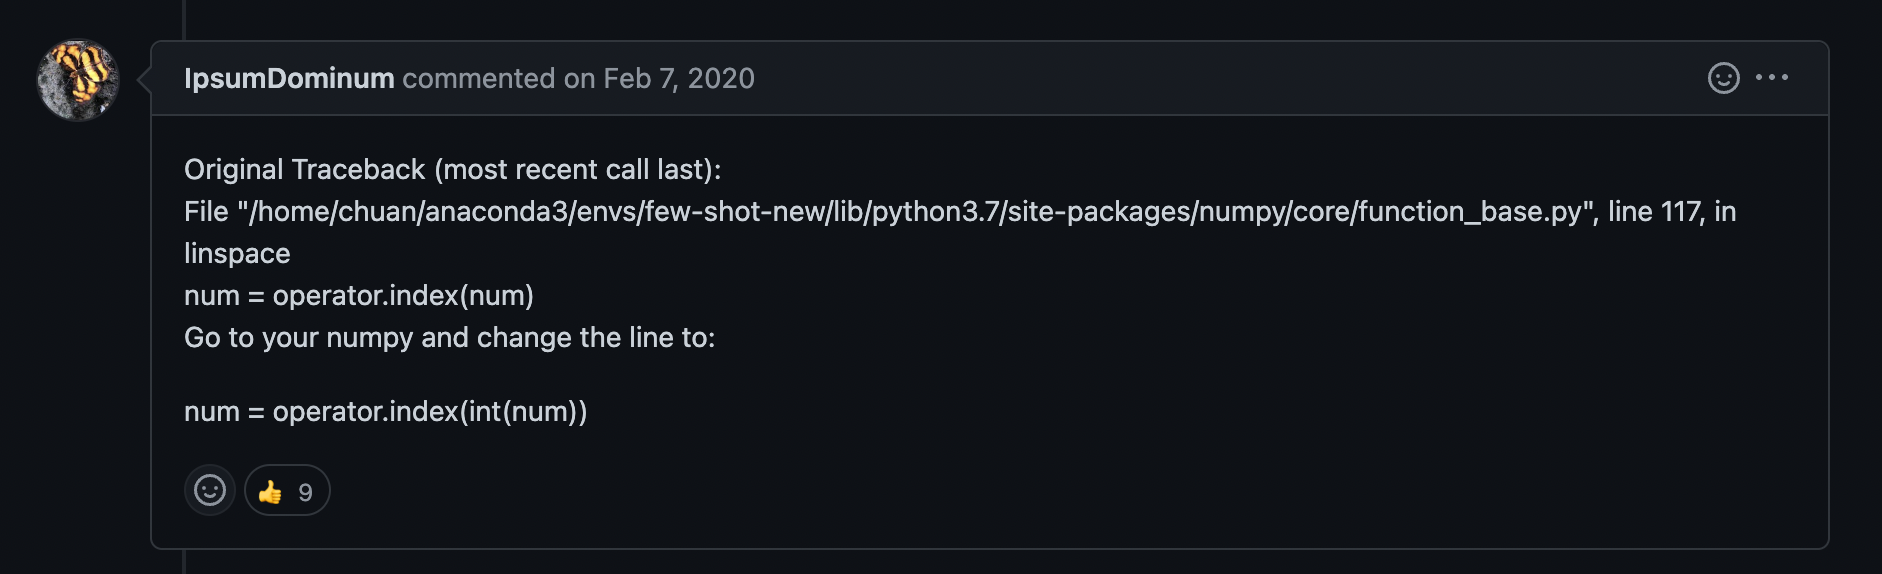 IpsumDominum commented on Feb 7, 2020
Original Traceback (most recent call last):
File "/home/chuan/anaconda3/envs/few-shot-new/lib/python3.7/site-packages/numpy/core/function_base.py", line 117, in
linspace
num = operator.index(num)
Go to your numpy and change the line to:
num = operator.index(int(num))
👍 9